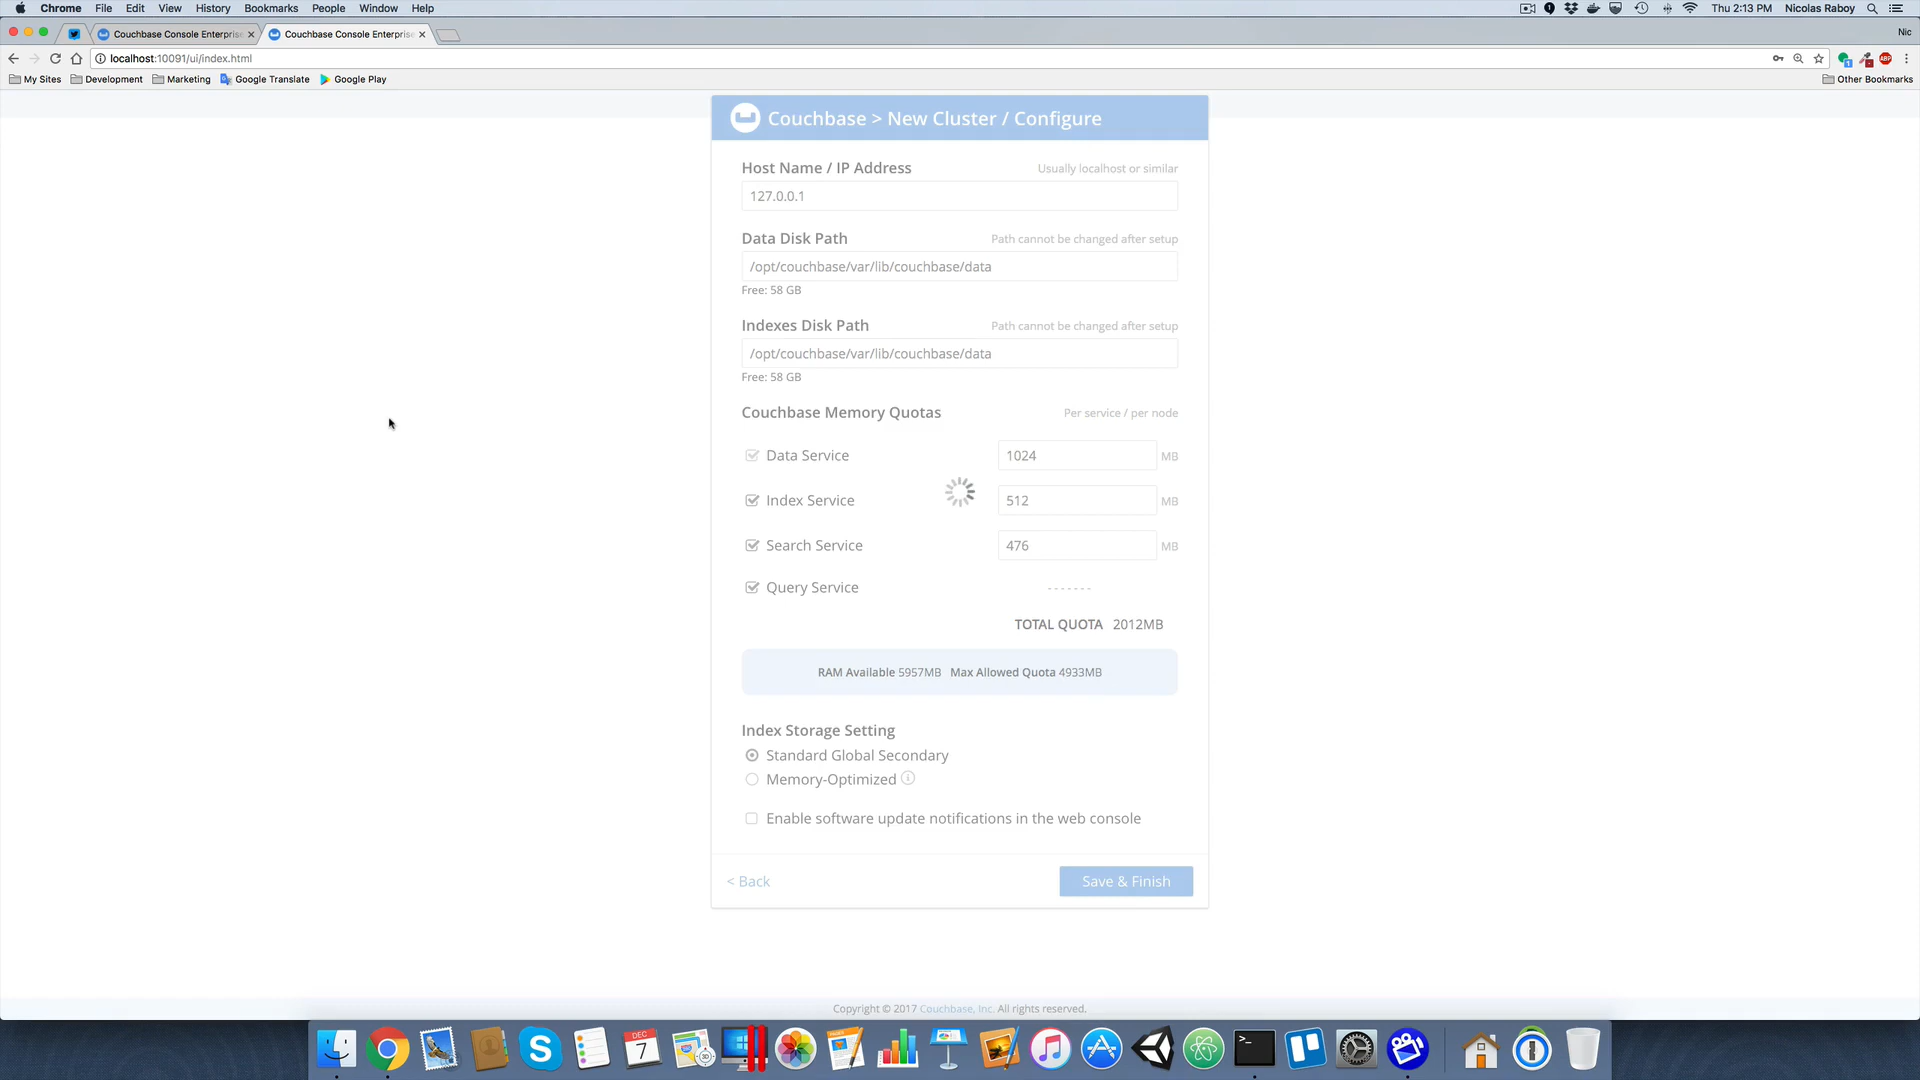 Chrome File Edit View History Bookmarks People Window Help Thu 2:13 PM Nicolas Raboy
Couchbase Console Enterpris Couchbase Console Enterpris Nic
localhost:10091/ui/index.html
My Sites Development Marketing Google Translate Google Play Other Bookmarks
Couchbase > New Cluster / Configure
Host Name / IP Address Usually localhost or similar
127.0.0.1
Data Disk Path Path cannot be changed after setup
/opt/couchbase/var/lib/couchbase/data
Free: 58 GB
Indexes Disk Path Path cannot be changed after setup
/opt/couchbase/var/lib/couchbase/data
Free: 58 GB
Couchbase Memory Quotas Per service / per node
Data Service 1024 MB
Index Service 512 MB
Search Service 476 MB
Query Service -------
TOTAL QUOTA 2012MB
RAM Available 5957MB Max Allowed Quota 4933MB
Index Storage Setting
Standard Global Secondary
Memory-Optimized
Enable software update notifications in the web console
< Back Save & Finish
Copyright © 2017 Couchbase, Inc. All rights reserved.
DEC
7